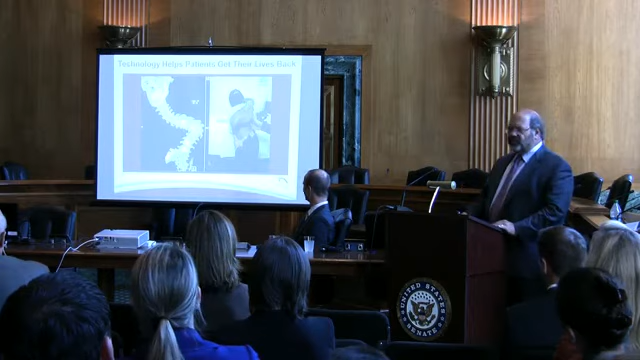 Technology Helps Patients Get Their Lives Back
UNITED STATES
SENATE